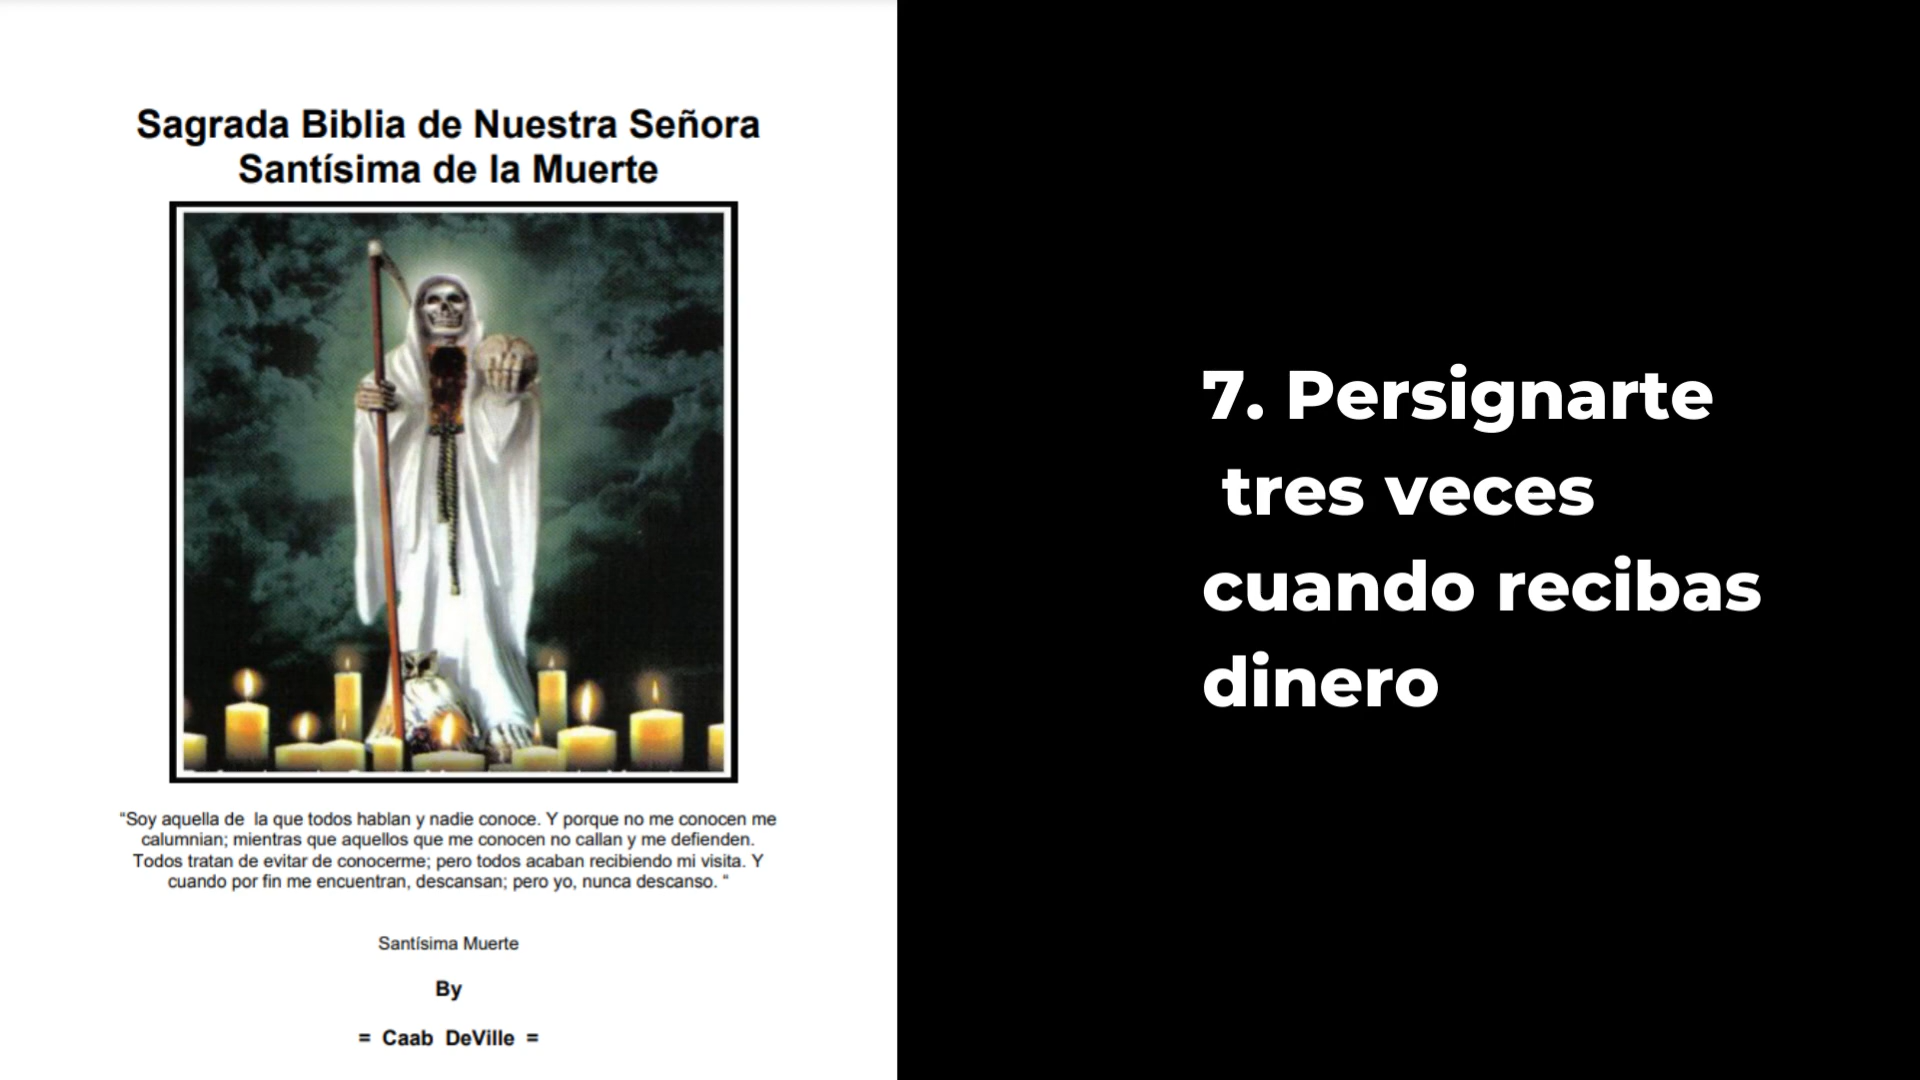 Sagrada Biblia de Nuestra Señora
Santísima de la Muerte
“Soy aquella de  la que todos hablan y nadie conoce. Y porque no me conocen me
calumnian; mientras que aquellos que me conocen no callan y me defienden.
Todos tratan de evitar de conocerme; pero todos acaban recibiendo mi visita. Y
cuando por fin me encuentran, descansan; pero yo, nunca descanso. “
Santísima Muerte
By
=  Caab  DeVille  =
7. Persignarte
tres veces
cuando recibas
dinero